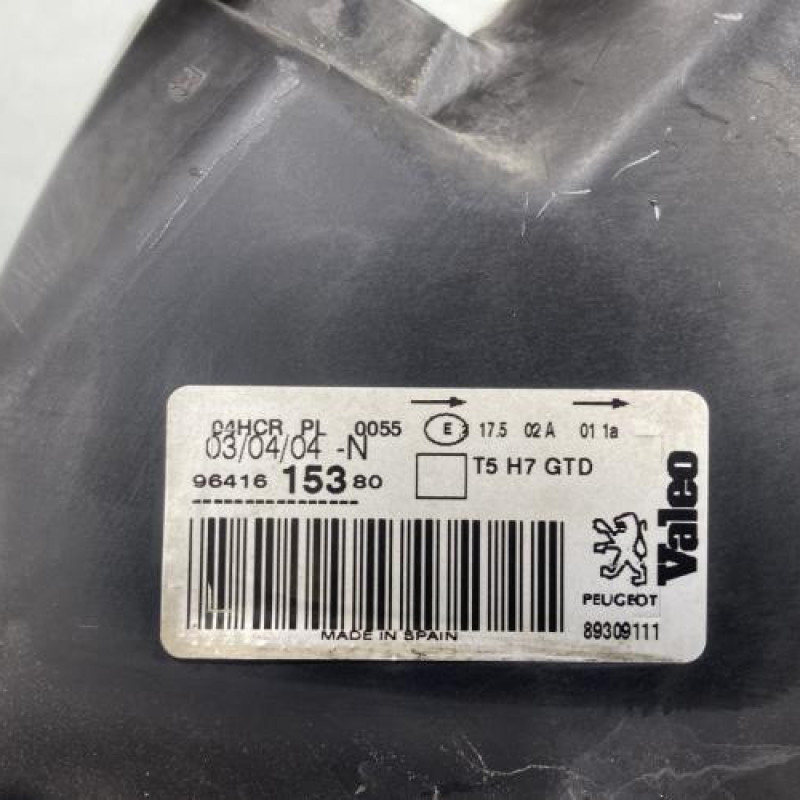 04HCR PL 0055 E 17.5 02 A 01 1a
03/04/04 -N
96416 153 80
T5 H7 GTD
Valeo
PEUGEOT
MADE IN SPAIN
89309111